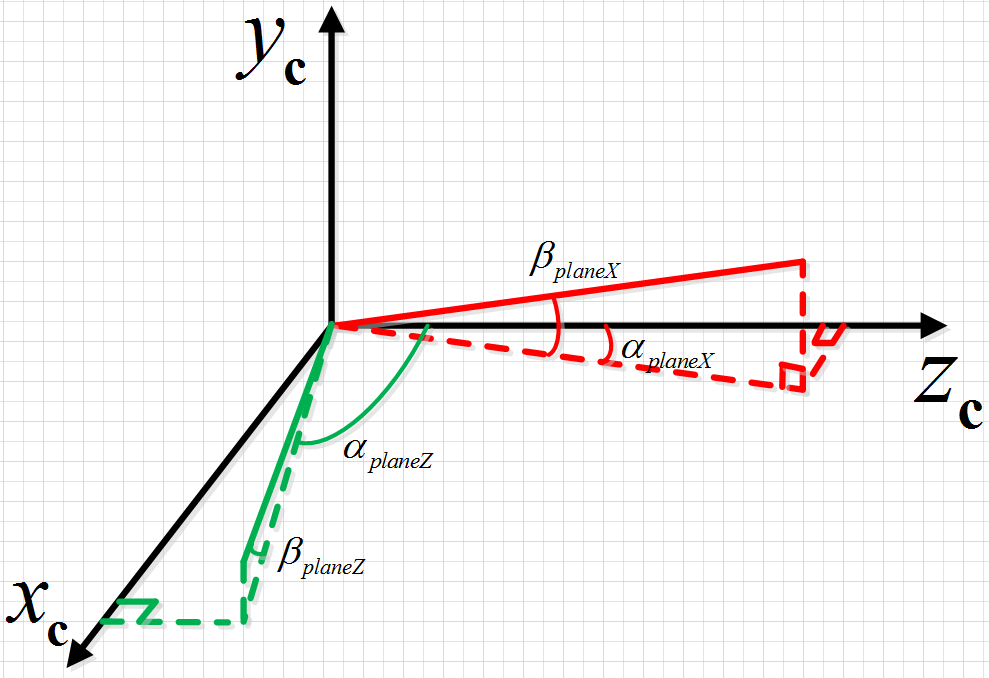 y_c
β_planeX
α_planeX
z_c
α_planeZ
β_planeZ
x_c